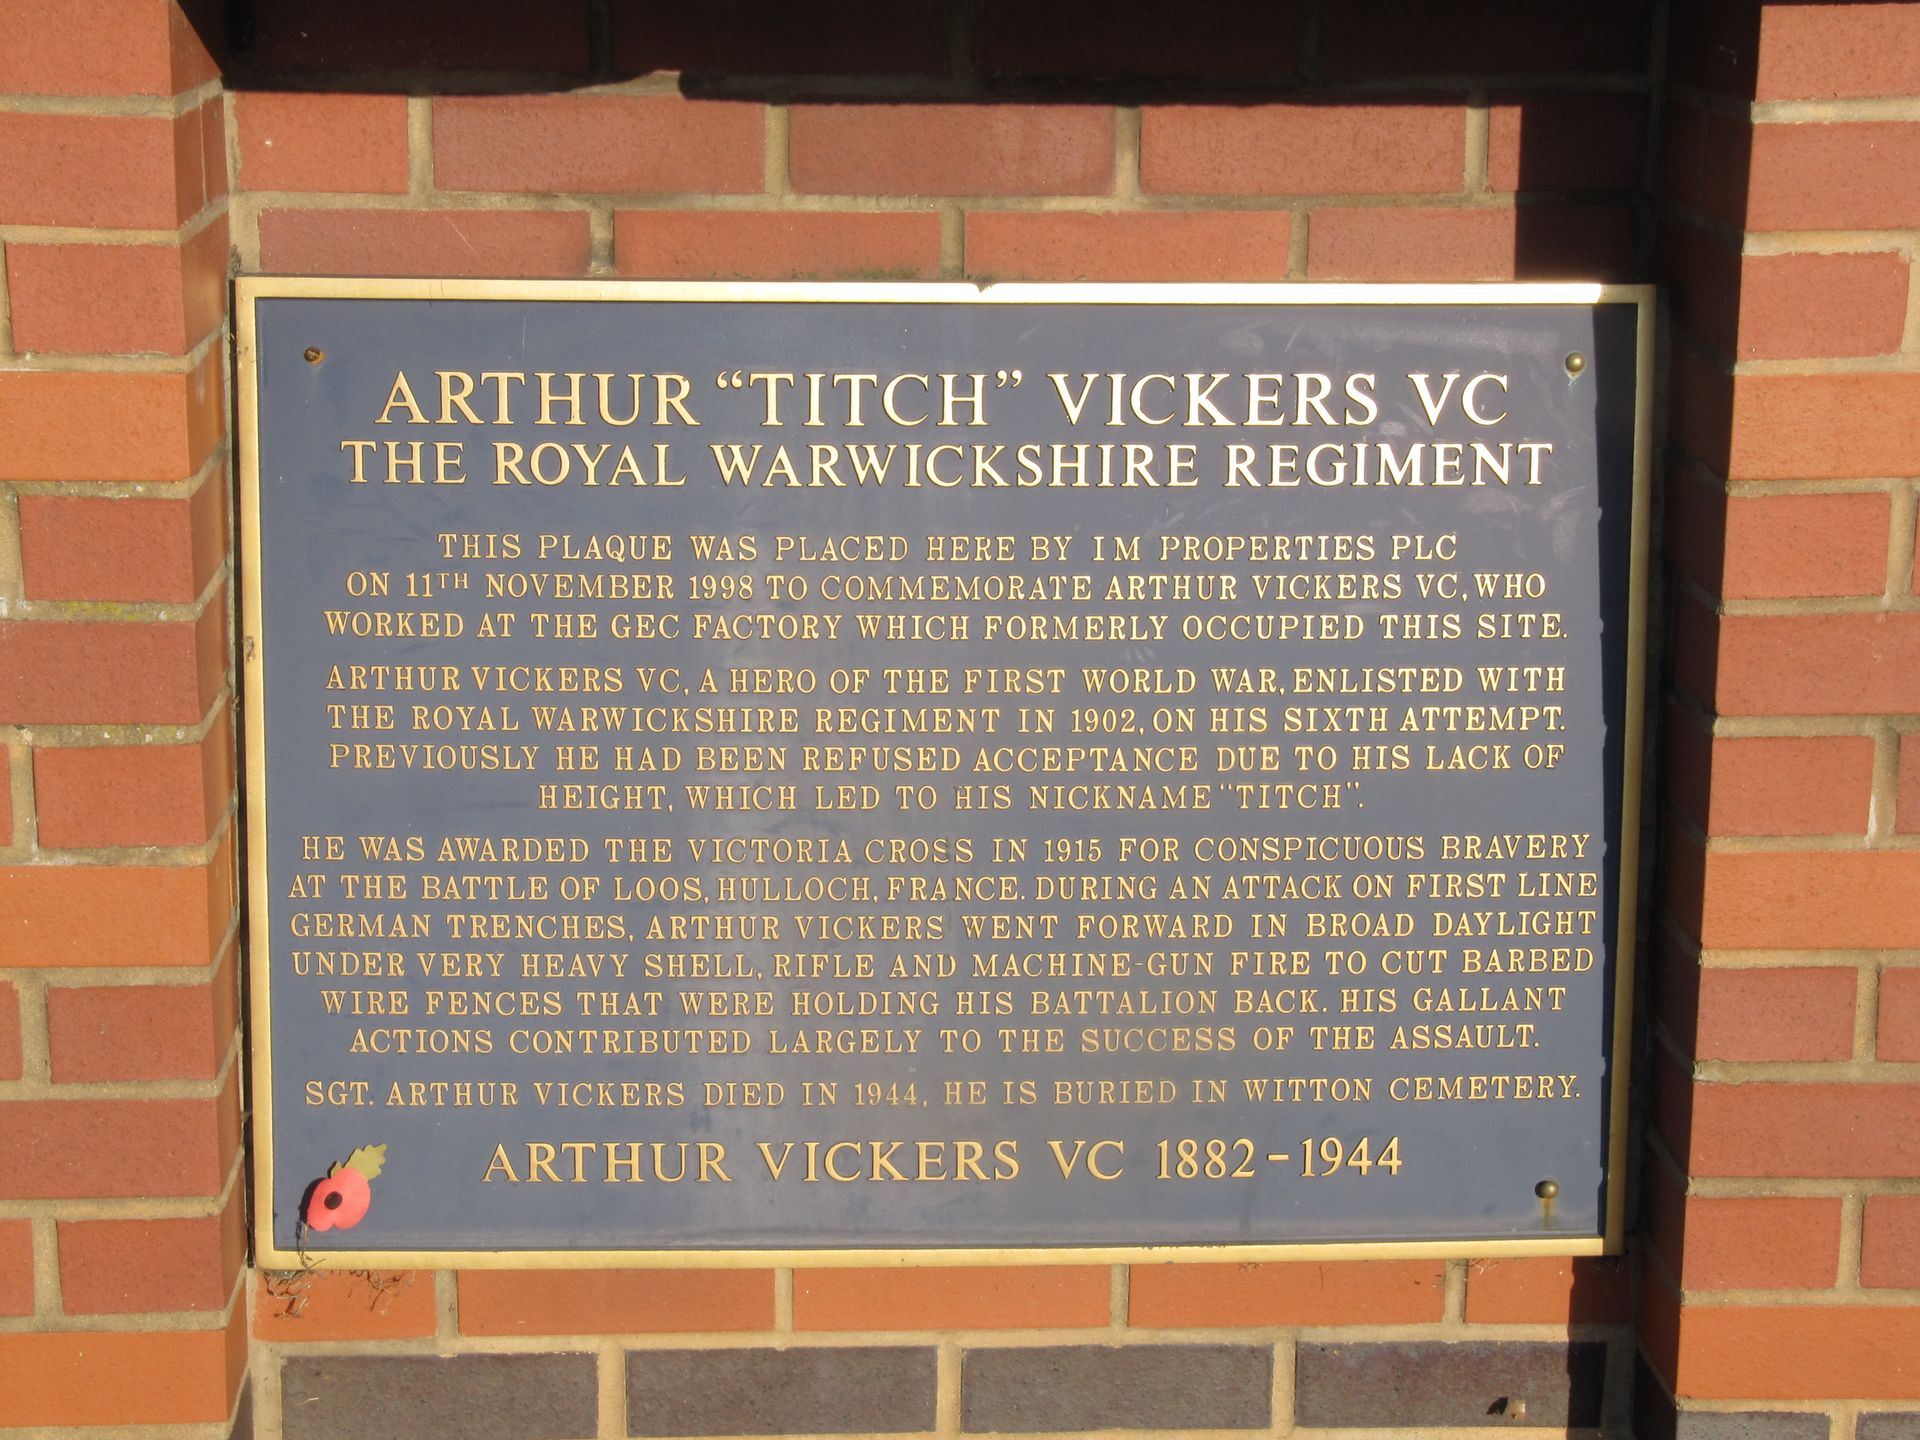 ARTHUR “TITCH” VICKERS VC
THE ROYAL WARWICKSHIRE REGIMENT
THIS PLAQUE WAS PLACED HERE BY I M PROPERTIES PLC
ON 11TH NOVEMBER 1998 TO COMMEMORATE ARTHUR VICKERS VC, WHO
WORKED AT THE GEC FACTORY WHICH FORMERLY OCCUPIED THIS SITE.
ARTHUR VICKERS VC, A HERO OF THE FIRST WORLD WAR, ENLISTED WITH
THE ROYAL WARWICKSHIRE REGIMENT IN 1902, ON HIS SIXTH ATTEMPT.
PREVIOUSLY HE HAD BEEN REFUSED ACCEPTANCE DUE TO HIS LACK OF
HEIGHT, WHICH LED TO HIS NICKNAME “TITCH”.
HE WAS AWARDED THE VICTORIA CROSS IN 1915 FOR CONSPICUOUS BRAVERY
AT THE BATTLE OF LOOS, HULLOCH, FRANCE. DURING AN ATTACK ON FIRST LINE
GERMAN TRENCHES, ARTHUR VICKERS WENT FORWARD IN BROAD DAYLIGHT
UNDER VERY HEAVY SHELL, RIFLE AND MACHINE-GUN FIRE TO CUT BARBED
WIRE FENCES THAT WERE HOLDING HIS BATTALION BACK. HIS GALLANT
ACTIONS CONTRIBUTED LARGELY TO THE SUCCESS OF THE ASSAULT.
SGT. ARTHUR VICKERS DIED IN 1944, HE IS BURIED IN WITTON CEMETERY.
ARTHUR VICKERS VC 1882-1944